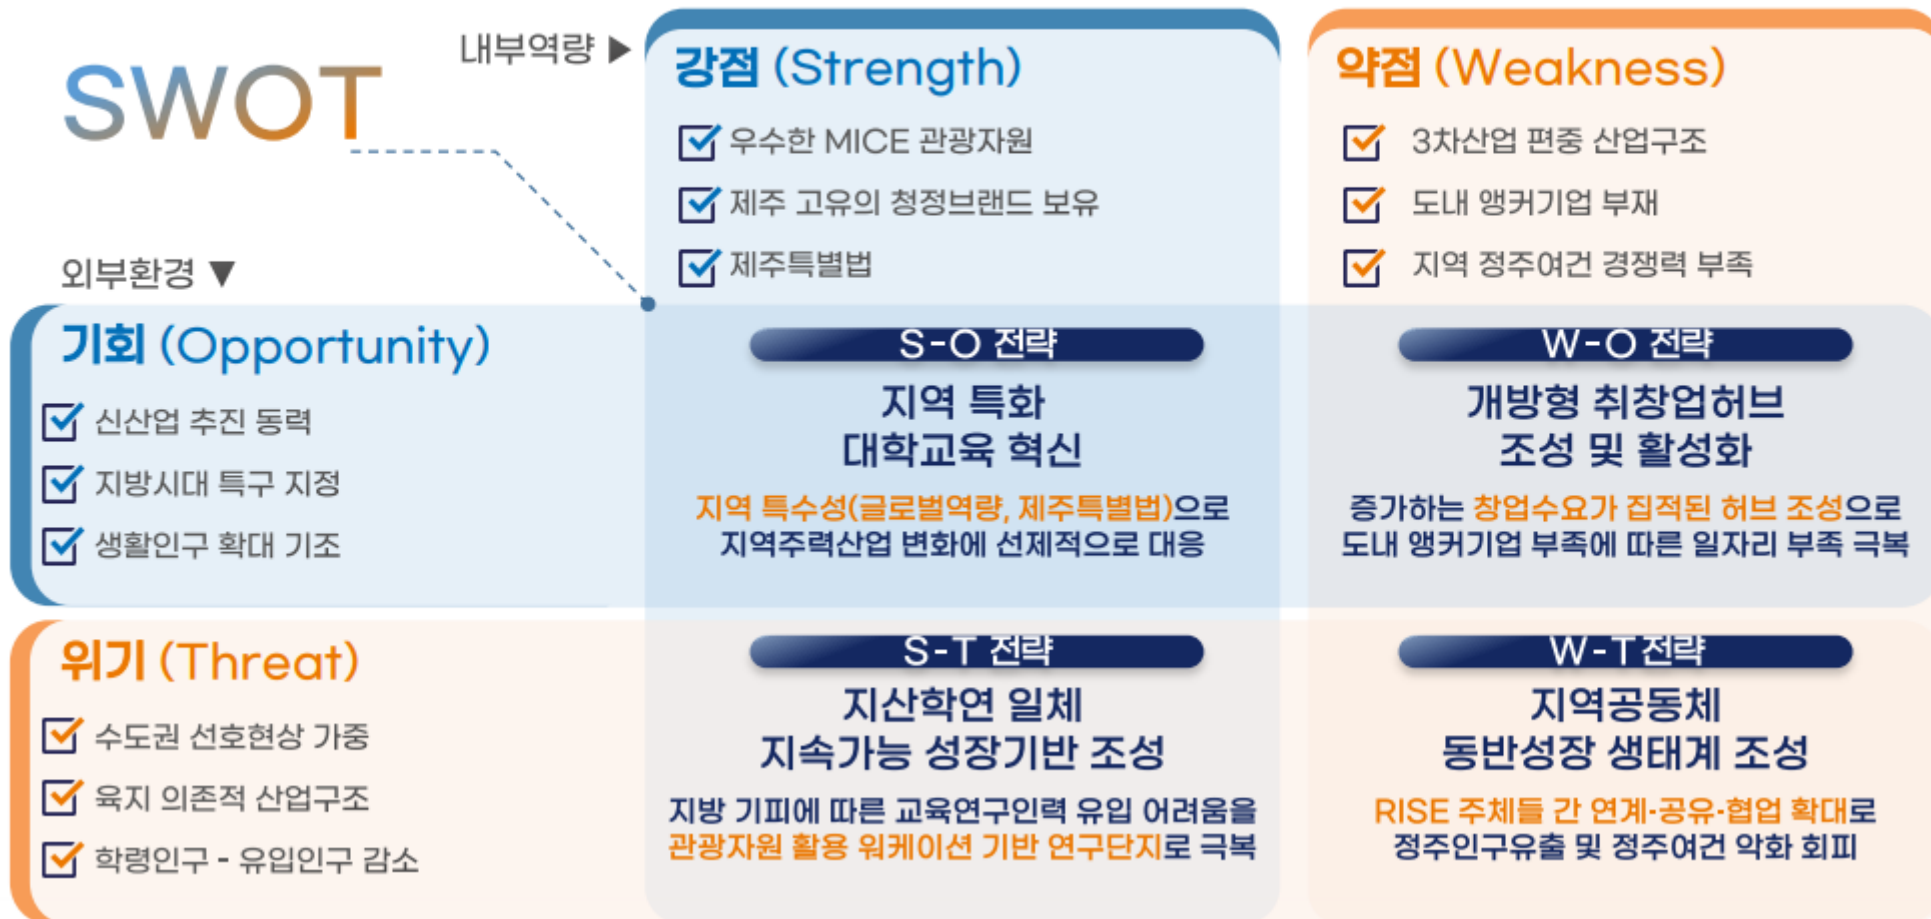 SWOT
내부역량 ▶
외부환경 ▼
강점 (Strength)
우수한 MICE 관광자원
제주 고유의 청정브랜드 보유
제주특별법
약점 (Weakness)
3차산업 편중 산업구조
도내 앵커기업 부재
지역 정주여건 경쟁력 부족
기회 (Opportunity)
신산업 추진 동력
지방시대 특구 지정
생활인구 확대 기조
S-O 전략
지역 특화
대학교육 혁신
지역 특수성(글로벌역량, 제주특별법)으로
지역주력산업 변화에 선제적으로 대응
W-O 전략
개방형 취창업허브
조성 및 활성화
증가하는 창업수요가 집적된 허브 조성으로
도내 앵커기업 부족에 따른 일자리 부족 극복
위기 (Threat)
수도권 선호현상 가중
육지 의존적 산업구조
학령인구 - 유입인구 감소
S-T 전략
지산학연 일체
지속가능 성장기반 조성
지방 기피에 따른 교육연구인력 유입 어려움을
관광자원 활용 워케이션 기반 연구단지로 극복
W-T전략
지역공동체
동반성장 생태계 조성
RISE 주체들 간 연계·공유·협업 확대로
정주인구유출 및 정주여건 악화 회피